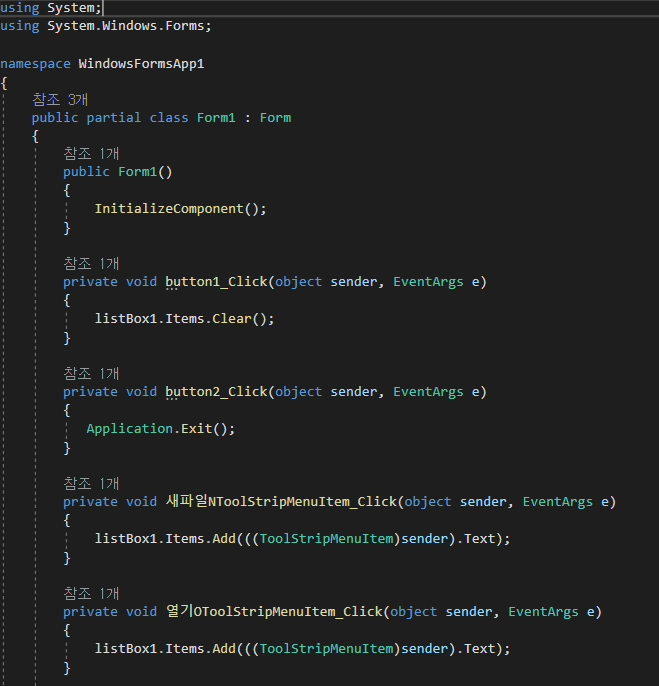 using System;
using System.Windows.Forms;
namespace WindowsFormsApp1
{
참조 3개
public partial class Form1 : Form
{
참조 1개
public Form1()
{
InitializeComponent();
}
참조 1개
private void button1_Click(object sender, EventArgs e)
{
listBox1.Items.Clear();
}
참조 1개
private void button2_Click(object sender, EventArgs e)
{
Application.Exit();
}
참조 1개
private void 새파일NToolStripMenuItem_Click(object sender, EventArgs e)
{
listBox1.Items.Add(((ToolStripMenuItem)sender).Text);
}
참조 1개
private void 열기OToolStripMenuItem_Click(object sender, EventArgs e)
{
listBox1.Items.Add(((ToolStripMenuItem)sender).Text);
}